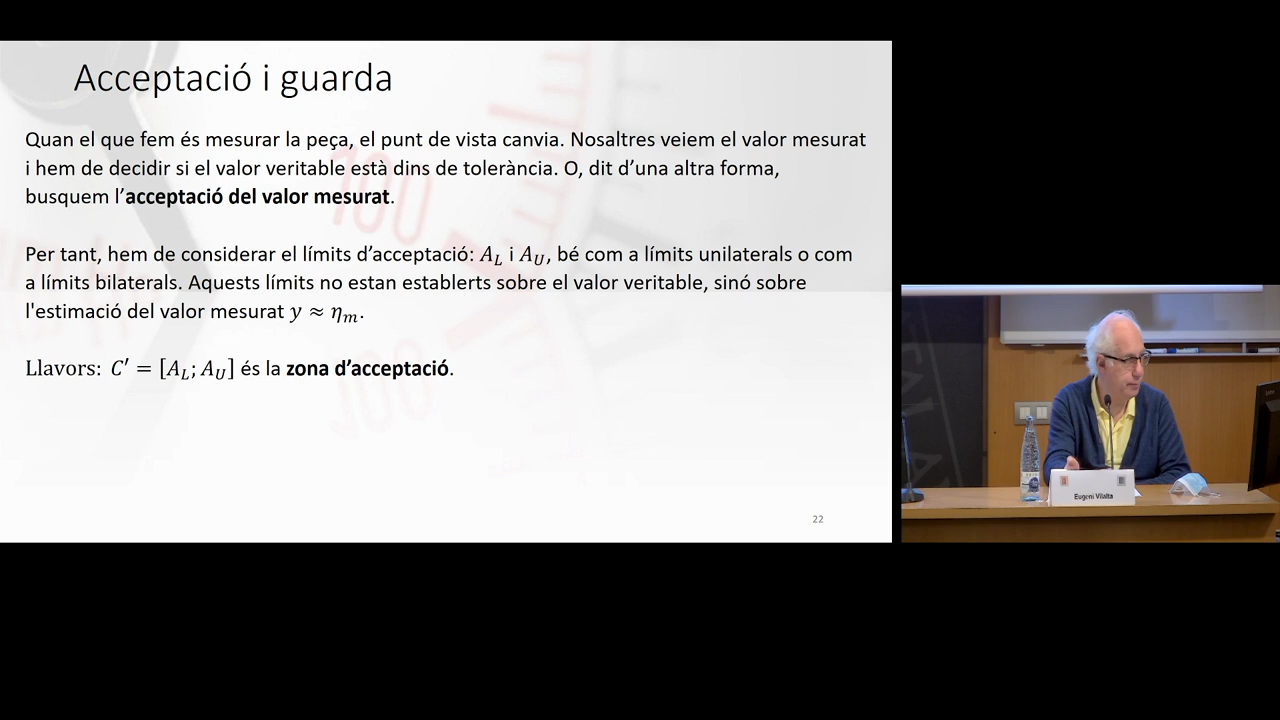 Acceptació i guarda
Quan el que fem és mesurar la peça, el punt de vista canvia. Nosaltres veiem el valor mesurat
i hem de decidir si el valor veritable està dins de tolerància. O, dit d’una altra forma,
busquem l’acceptació del valor mesurat.
Per tant, hem de considerar el límits d’acceptació: A_L i A_U, bé com a límits unilaterals o com
a límits bilaterals. Aquests límits no estan establerts sobre el valor veritable, sinó sobre
l'estimació del valor mesurat y ≈ η_m.
Llavors: C′ = [A_L; A_U] és la zona d’acceptació.
22
100
Eugeni Vilalta